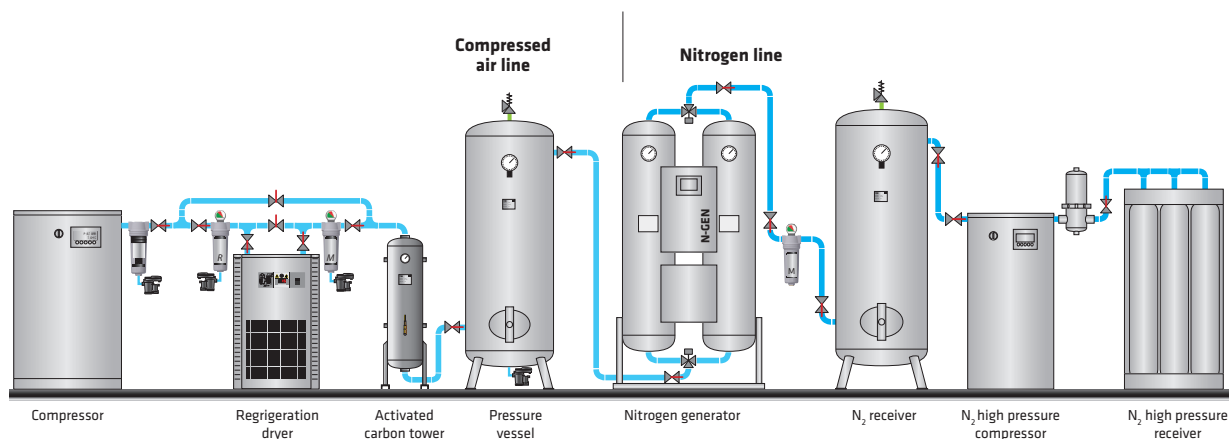 Compressed
air line
Nitrogen line
R
M
N-GEN
M
Compressor
Regrigeration
dryer
Activated
carbon tower
Pressure
vessel
Nitrogen generator
N₂ receiver
N₂ high pressure
compressor
N₂ high pressure
receiver